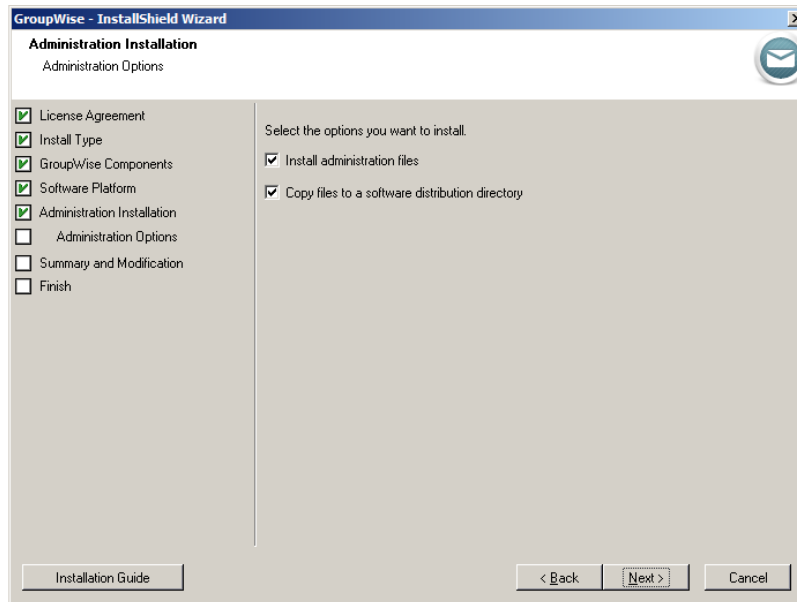 GroupWise - InstallShield Wizard
Administration Installation
Administration Options
License Agreement
Install Type
GroupWise Components
Software Platform
Administration Installation
Administration Options
Summary and Modification
Finish
Select the options you want to install.
Install administration files
Copy files to a software distribution directory
Installation Guide
< Back
Next >
Cancel